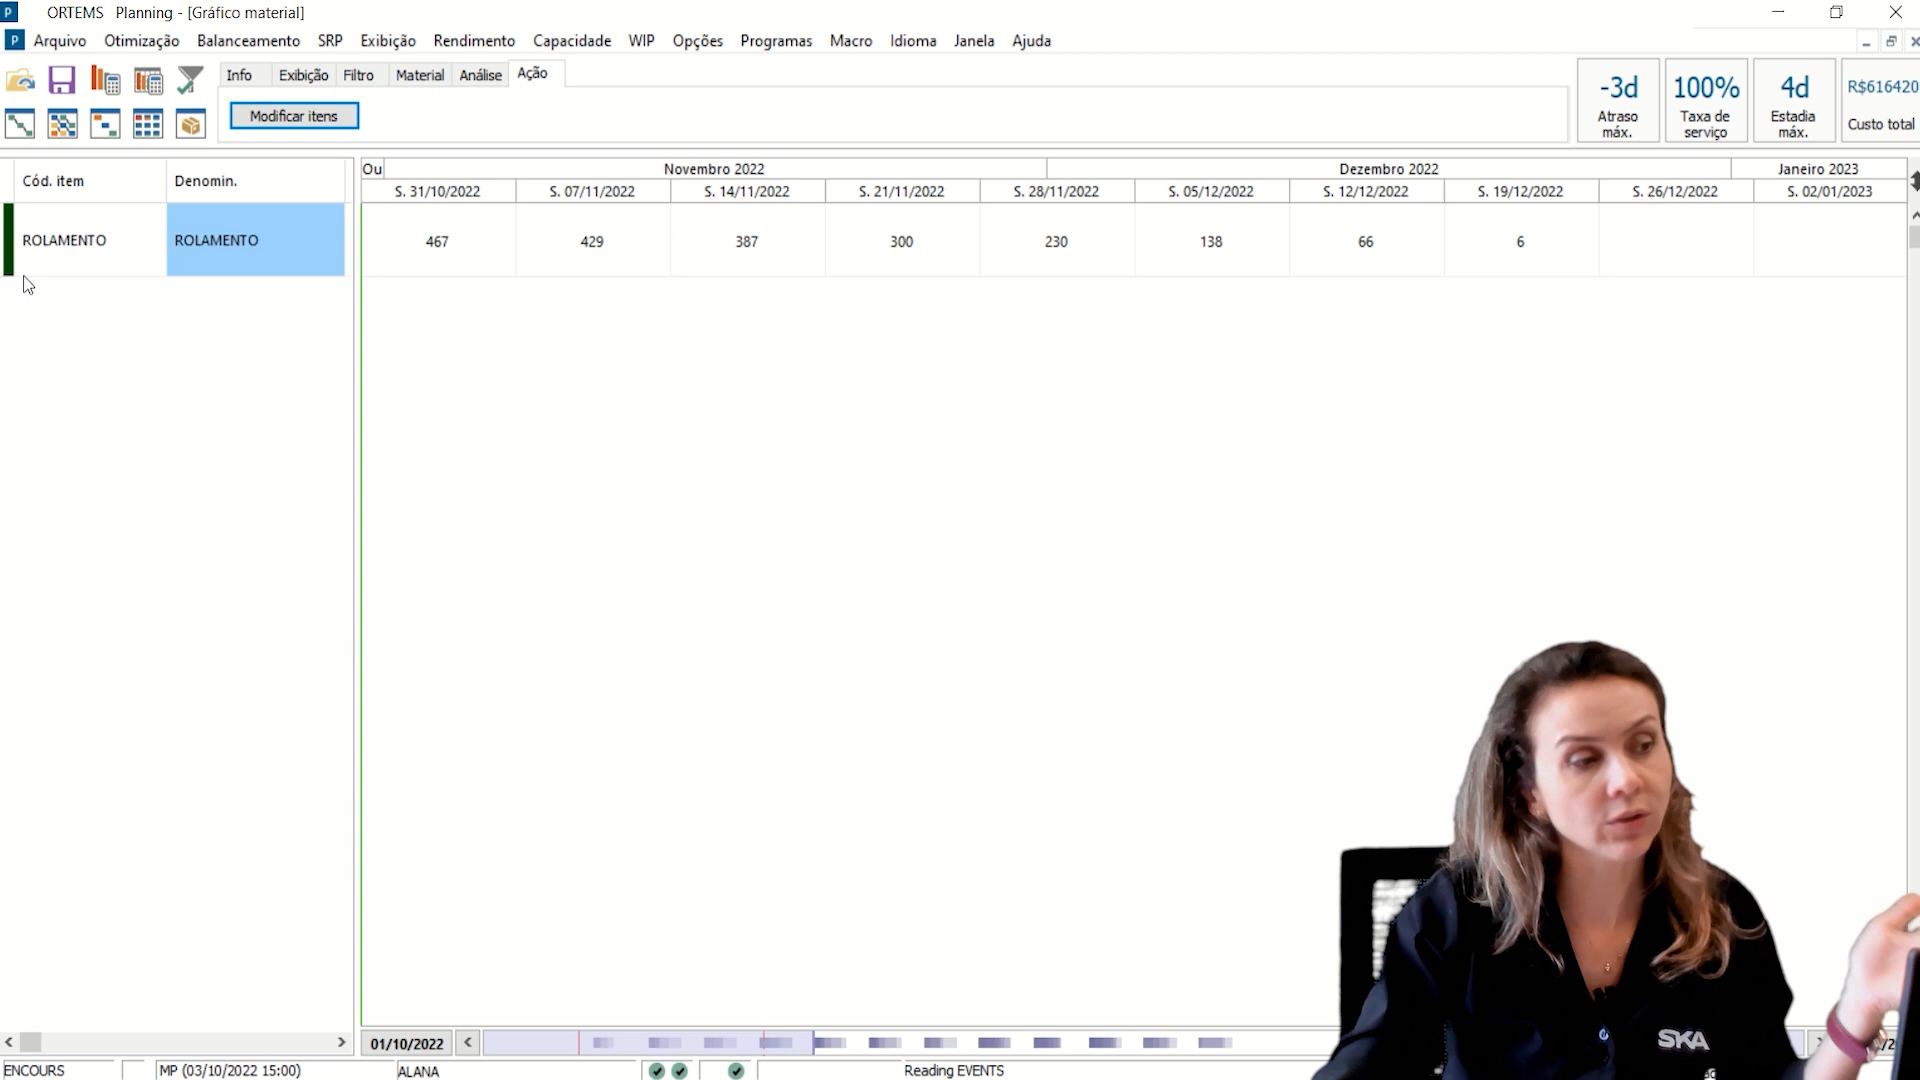 ORTEMS Planning - [Gráfico material]
Arquivo Otimização Balanceamento SRP Exibição Rendimento Capacidade WIP Opções Programas Macro Idioma Janela Ajuda
Info Exibição Filtro Material Análise Ação
Modificar itens
-3d 100% 4d R$616420
Atraso máx. Taxa de serviço Estadia máx. Custo total
Cód. item Denomin.
Ou Novembro 2022 Dezembro 2022 Janeiro 2023
S. 31/10/2022 S. 07/11/2022 S. 14/11/2022 S. 21/11/2022 S. 28/11/2022 S. 05/12/2022 S. 12/12/2022 S. 19/12/2022 S. 26/12/2022 S. 02/01/2023
ROLAMENTO ROLAMENTO 467 429 387 300 230 138 66 6
SKA
01/10/2022
ENCOURS MP (03/10/2022 15:00) ALANA Reading EVENTS